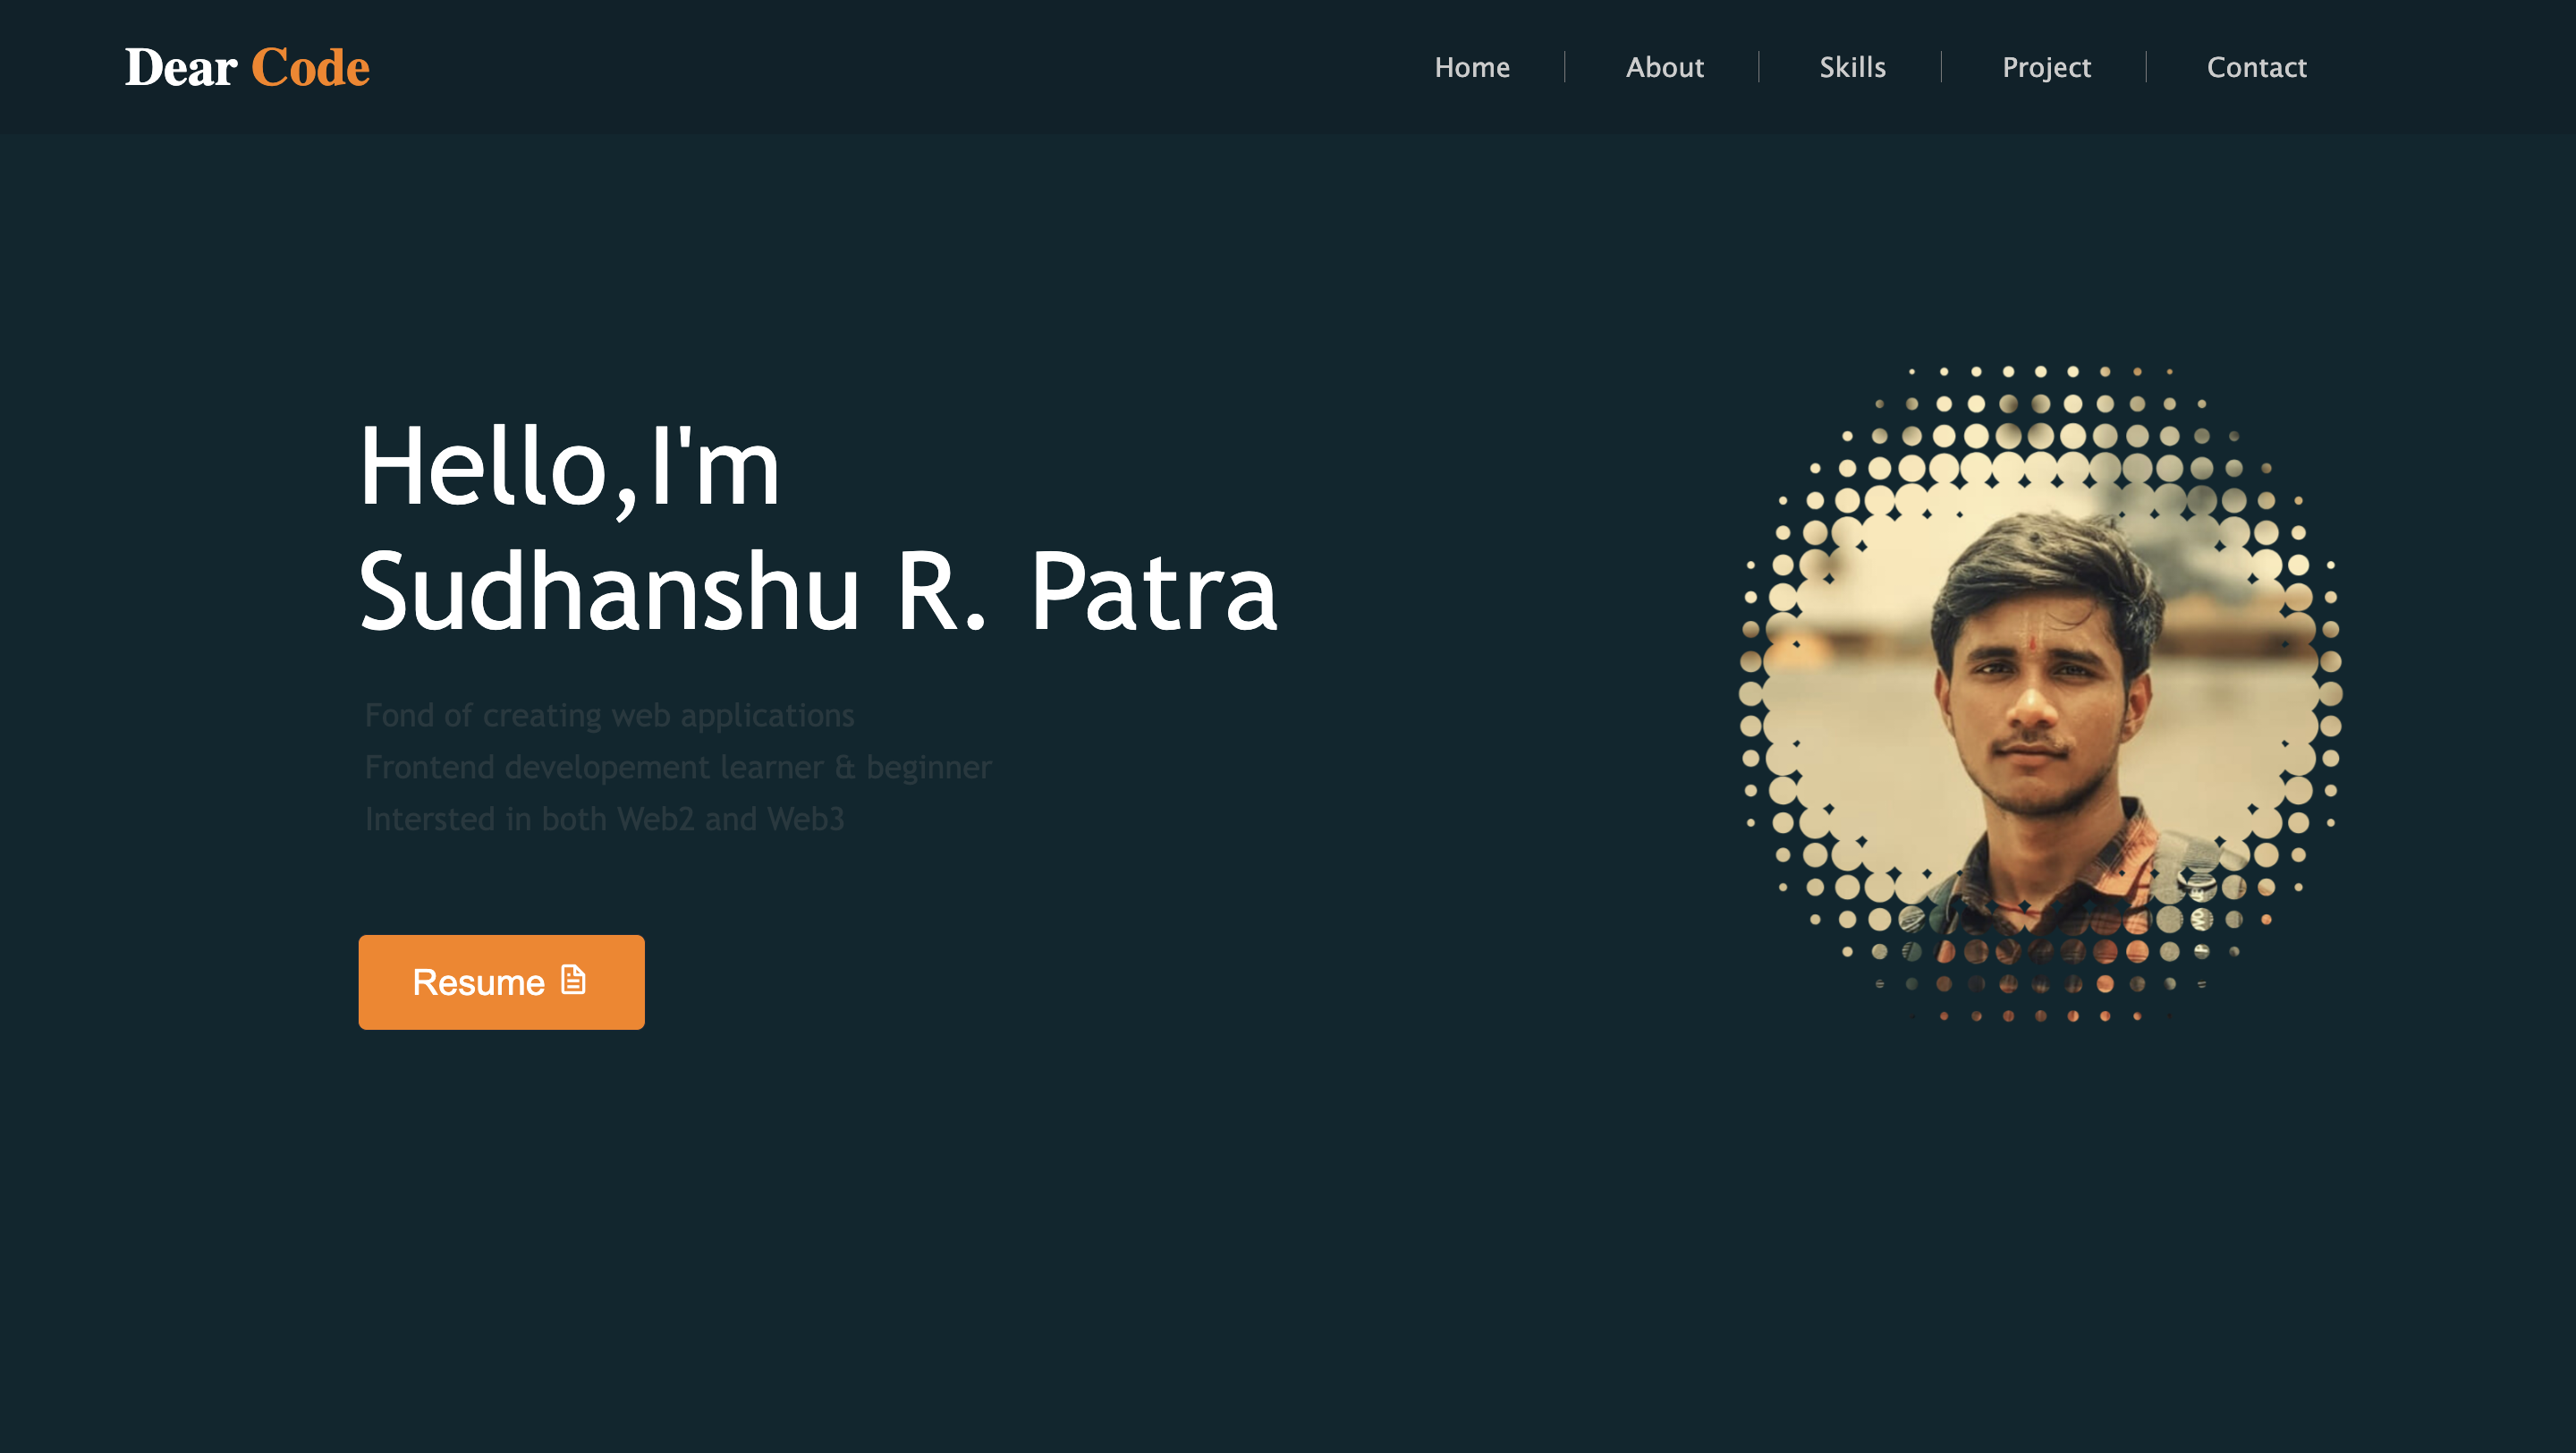 Dear Code
Home
About
Skills
Project
Contact
Hello,I'm
Sudhanshu R. Patra
Fond of creating web applications
Frontend developement learner & beginner
Intersted in both Web2 and Web3
Resume